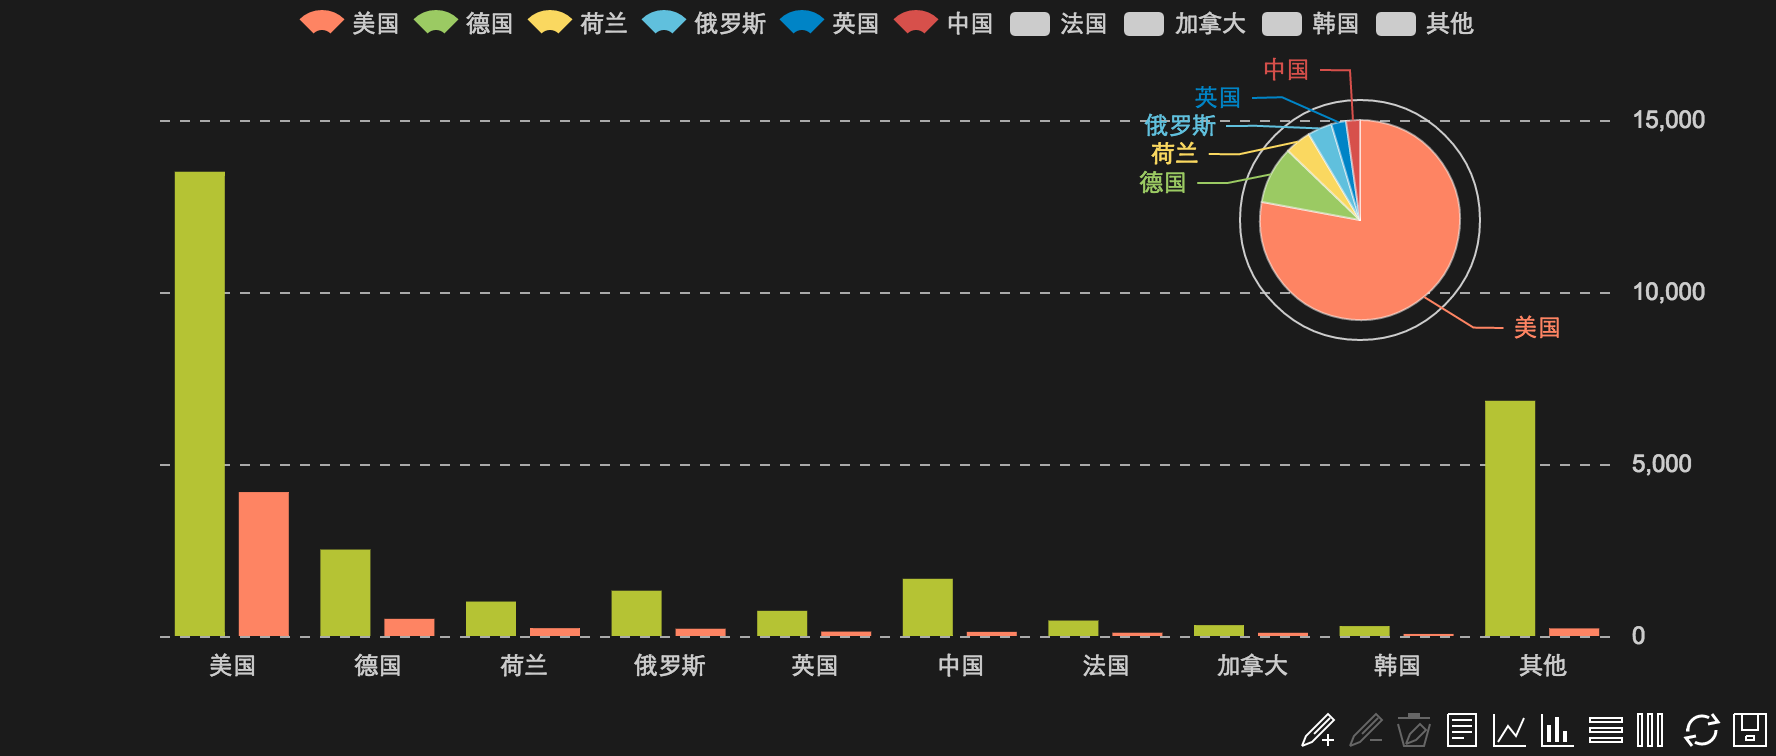 美国 德国 荷兰 俄罗斯 英国 中国 法国 加拿大 韩国 其他
中国
英国
俄罗斯
荷兰
德国
美国
15,000
10,000
5,000
0
美国 德国 荷兰 俄罗斯 英国 中国 法国 加拿大 韩国 其他